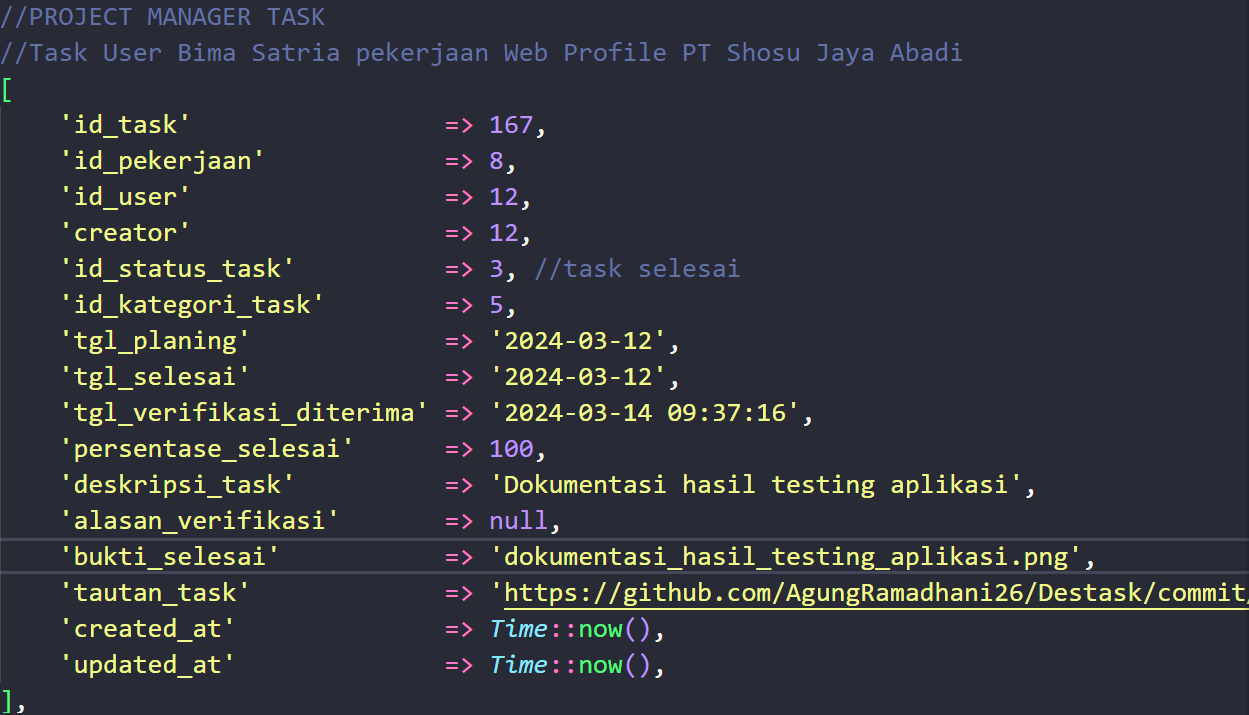 //PROJECT MANAGER TASK
//Task User Bima Satria pekerjaan Web Profile PT Shosu Jaya Abadi
[
    'id_task'                 => 167,
    'id_pekerjaan'            => 8,
    'id_user'                 => 12,
    'creator'                 => 12,
    'id_status_task'          => 3, //task selesai
    'id_kategori_task'        => 5,
    'tgl_planing'             => '2024-03-12',
    'tgl_selesai'             => '2024-03-12',
    'tgl_verifikasi_diterima' => '2024-03-14 09:37:16',
    'persentase_selesai'      => 100,
    'deskripsi_task'          => 'Dokumentasi hasil testing aplikasi',
    'alasan_verifikasi'       => null,
    'bukti_selesai'           => 'dokumentasi_hasil_testing_aplikasi.png',
    'tautan_task'             => 'https://github.com/AgungRamadhani26/Destask/commit/
    'created_at'              => Time::now(),
    'updated_at'              => Time::now(),
],